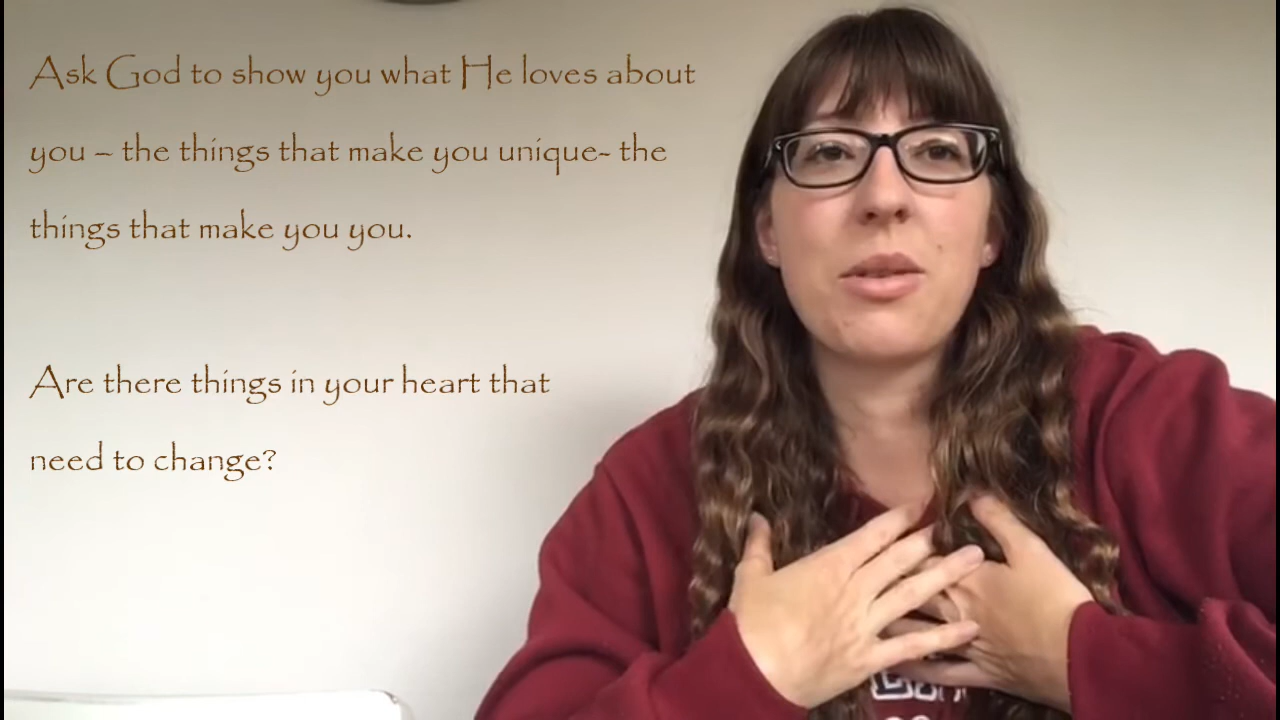 Ask God to show you what He loves about
you – the things that make you unique- the
things that make you you.
Are there things in your heart that
need to change?